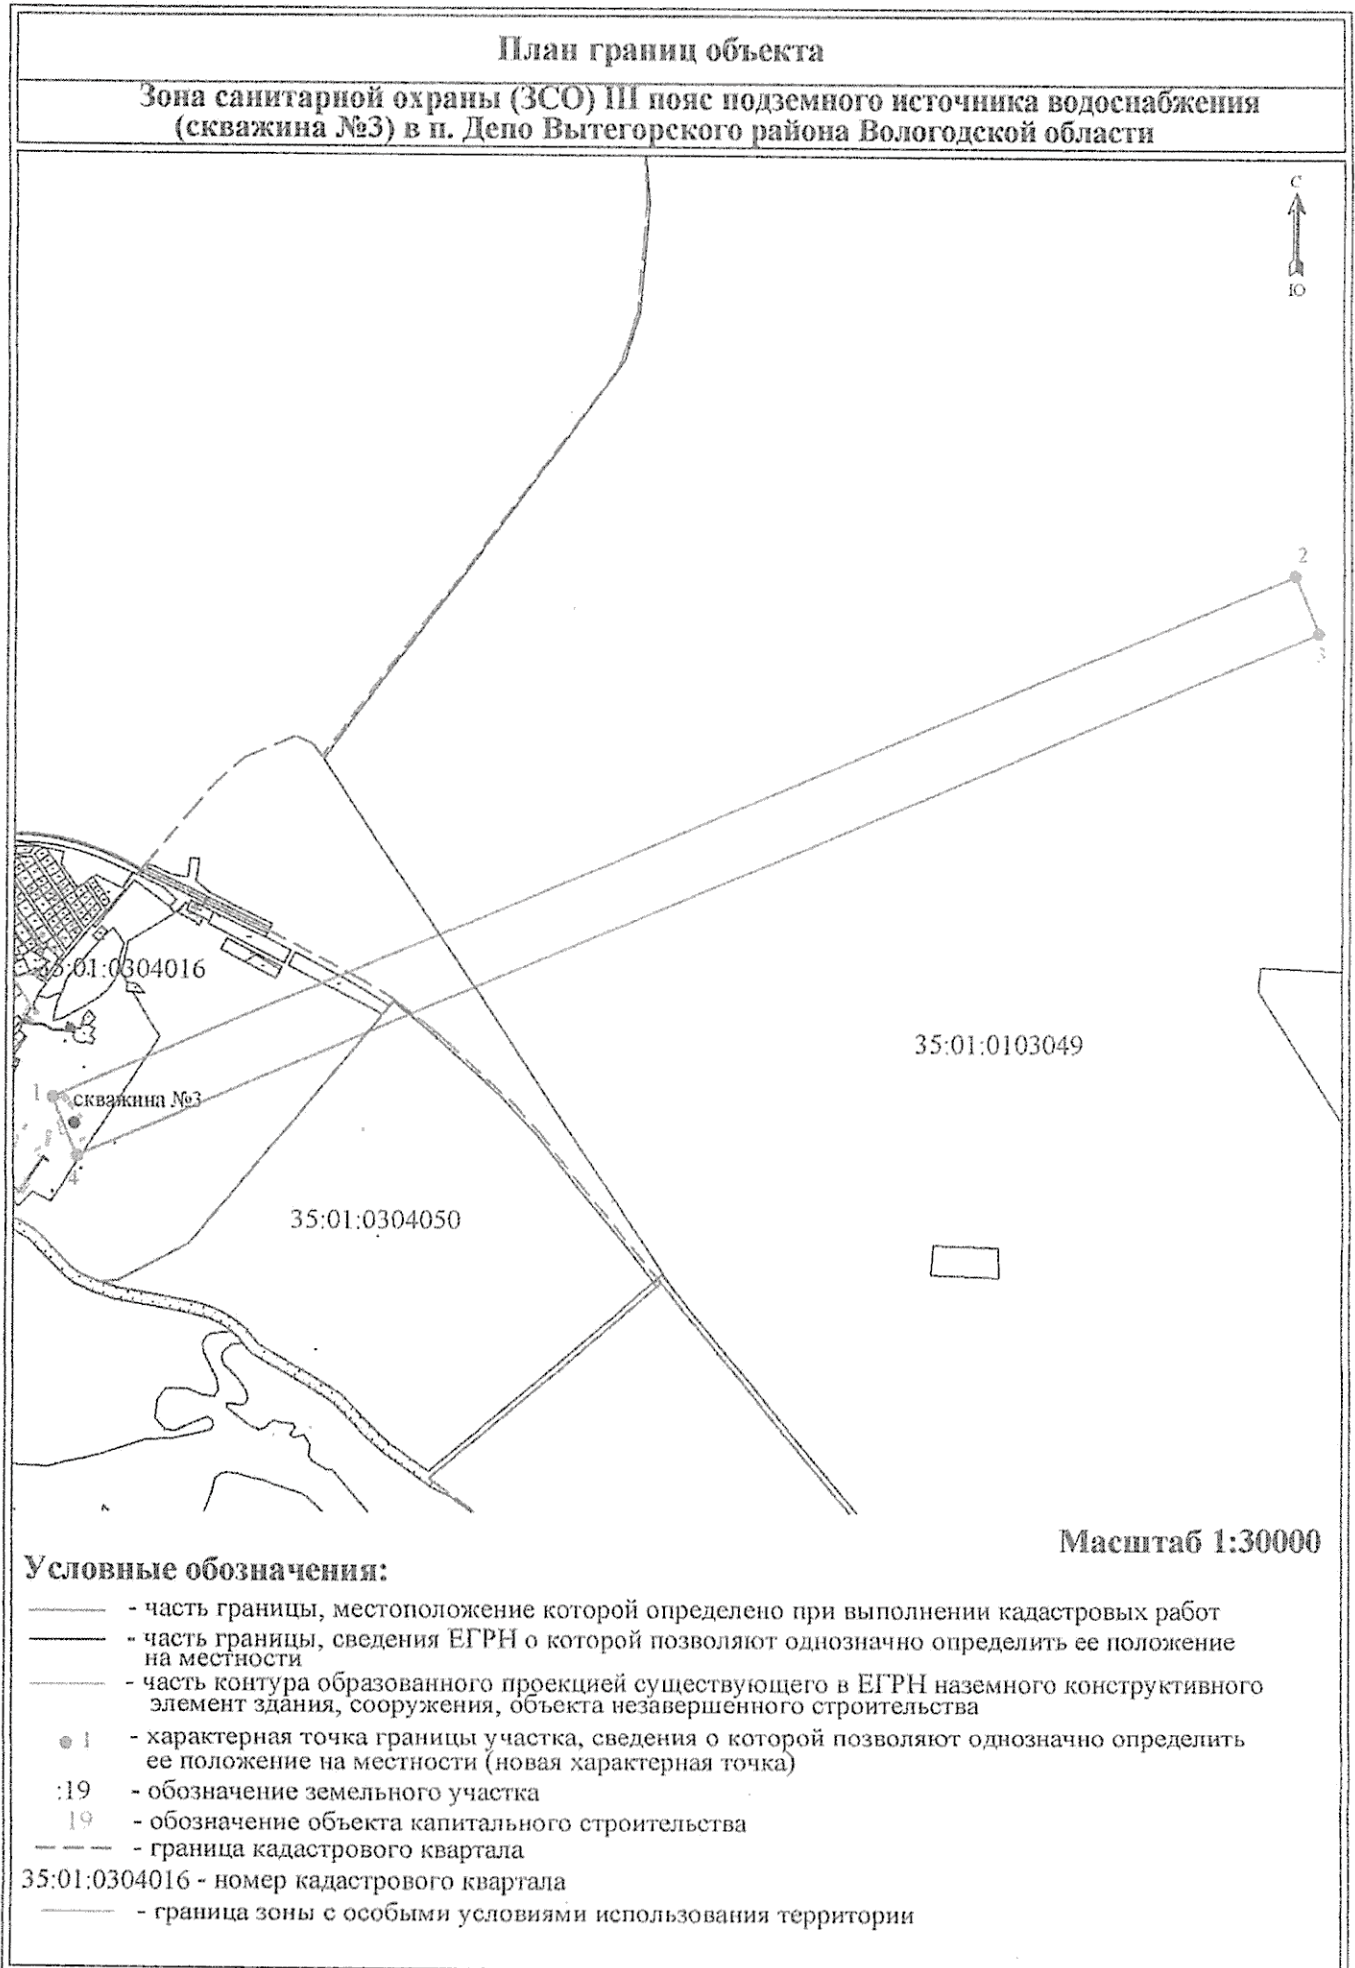 План границ объекта
Зона санитарной охраны (ЗСО) III пояс подземного источника водоснабжения
(скважина №3) в п. Депо Вытегорского района Вологодской области
С
Ю
2
3
:01:0304016
35:01:0103049
1
скважина №3
4
35:01:0304050
Масштаб 1:30000
Условные обозначения:
- часть границы, местоположение которой определено при выполнении кадастровых работ
- часть границы, сведения ЕГРН о которой позволяют однозначно определить ее положение
на местности
- часть контура образованного проекцией существующего в ЕГРН наземного конструктивного
элемент здания, сооружения, объекта незавершенного строительства
1 - характерная точка границы участка, сведения о которой позволяют однозначно определить
ее положение на местности (новая характерная точка)
:19 - обозначение земельного участка
19 - обозначение объекта капитального строительства
- граница кадастрового квартала
35:01:0304016 - номер кадастрового квартала
- граница зоны с особыми условиями использования территории